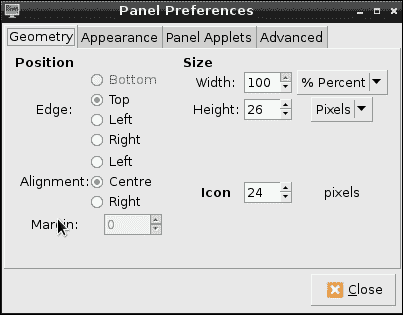 Panel Preferences
Geometry Appearance Panel Applets Advanced
Position Size
Bottom Width: 100 % Percent
Edge: Top Height: 26 Pixels
Left
Right
Left
Alignment: Centre Icon 24 pixels
Right
Margin: 0
Close